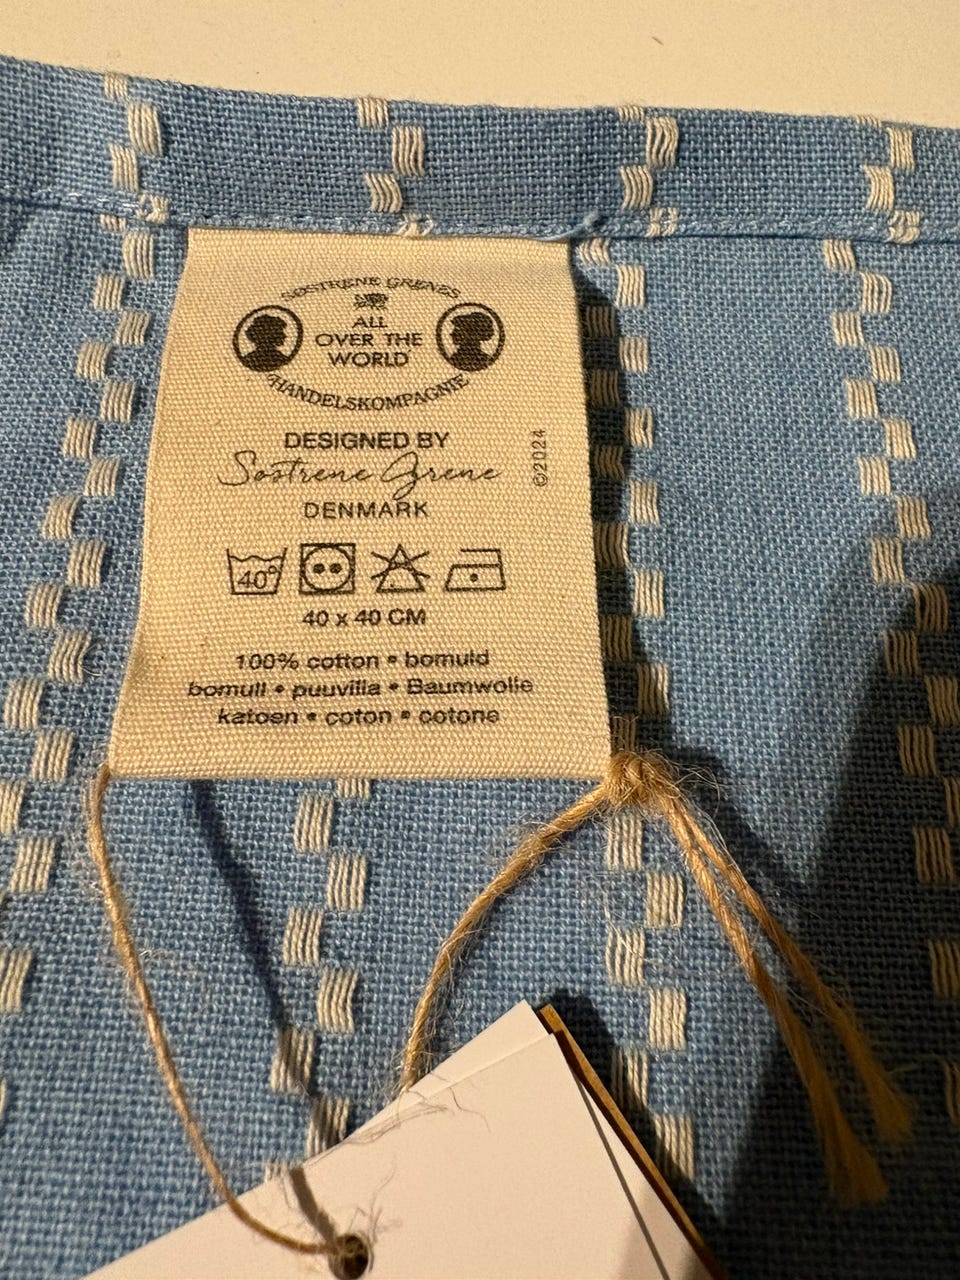 SØSTRENE GRENES
ALL
OVER THE
WORLD
HANDELSKOMPAGNIE
DESIGNED BY
Søstrene Grene
DENMARK
©2024
40°
40 x 40 CM
100% cotton • bomuld
bomull • puuvilla • Baumwolle
katoen • coton • cotone